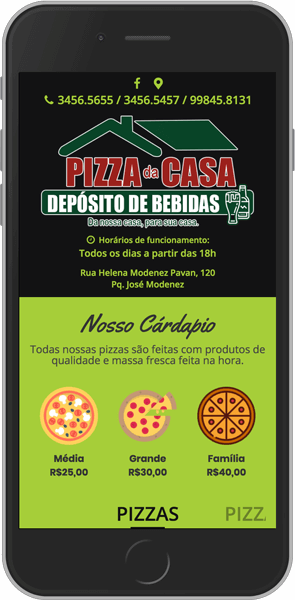 3456.5655 / 3456.5457 / 99845.8131
PIZZA da CASA
DEPÓSITO DE BEBIDAS
Da nossa casa, para sua casa.
Horários de funcionamento:
Todos os dias a partir das 18h
Rua Helena Modenez Pavan, 120
Pq. José Modenez
Nosso Cárdapio
Todas nossas pizzas são feitas com produtos de
qualidade e massa fresca feita na hora.
Média Grande Família
R$25,00 R$30,00 R$40,00
PIZZAS PIZZ